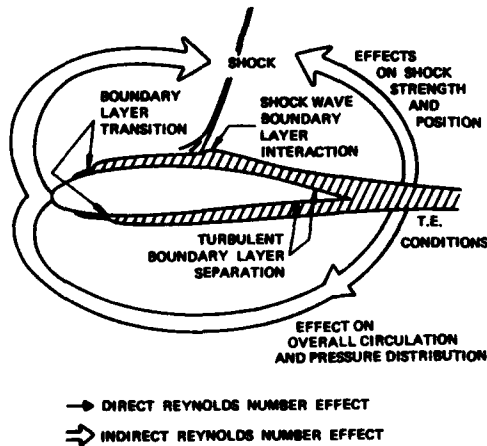 SHOCK
EFFECTS
ON SHOCK
STRENGTH
AND
POSITION
BOUNDARY
LAYER
TRANSITION
SHOCK WAVE
BOUNDARY
LAYER
INTERACTION
T.E.
CONDITIONS
TURBULENT
BOUNDARY LAYER
SEPARATION
EFFECT ON
OVERALL CIRCULATION
AND PRESSURE DISTRIBUTION
DIRECT REYNOLDS NUMBER EFFECT
INDIRECT REYNOLDS NUMBER EFFECT